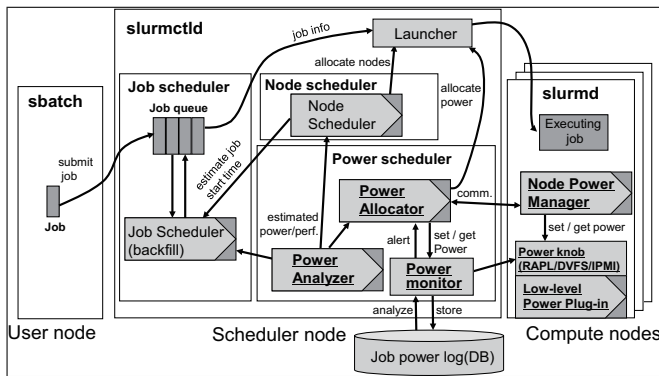 slurmctld
job info
Launcher
allocate nodes
allocate
power
Job scheduler
Job queue
Node scheduler
Node
Scheduler
sbatch
submit
job
Job
estimate job
start time
Job Scheduler
(backfill)
Power scheduler
Power
Allocator
comm.
estimated
power/perf.
alert
set / get
Power
Power
Analyzer
Power
monitor
analyze
store
Job power log(DB)
slurmd
Executing
job
Node Power
Manager
set / get power
Power knob
(RAPL/DVFS/IPMI)
Low-level
Power Plug-in
User node
Scheduler node
Compute nodes